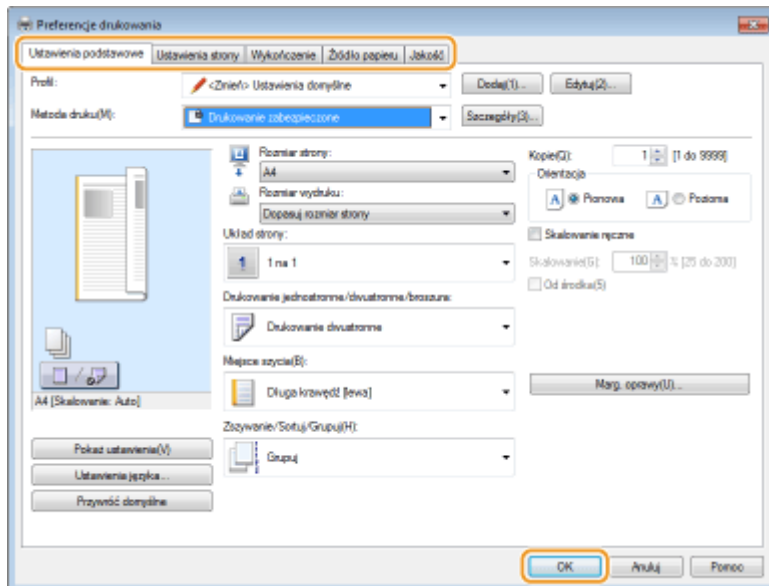 Preferencje drukowania
Ustawienia podstawowe Ustawienia strony Wykończenie Źródło papieru Jakość
Profil: <Zmień> Ustawienia domyślne Dodaj(1)... Edytuj(2)...
Metoda druku(M): Drukowanie zabezpieczone Szczegóły(3)...
Rozmiar strony:
A4
Rozmiar wydruku:
Dopasuj rozmiar strony
Układ strony:
1 1 na 1
Drukowanie jednostronne/dwustronne/broszura:
Drukowanie dwustronne
Miejsce szycia(B):
Długa krawędź [lewa]
Zszywanie/Sortuj/Grupuj(H):
Grupuj
Kopie(Q): 1 [1 do 9999]
Orientacja
A Pionowa A Pozioma
Skalowanie ręczne
Skalowanie(G): 100 % [25 do 200]
Od środka(5)
Marg. oprawy(U)...
A4 [Skalowanie: Auto]
Pokaż ustawienia(V)
Ustawienia języka...
Przywróć domyślne
OK Anuluj Pomoc